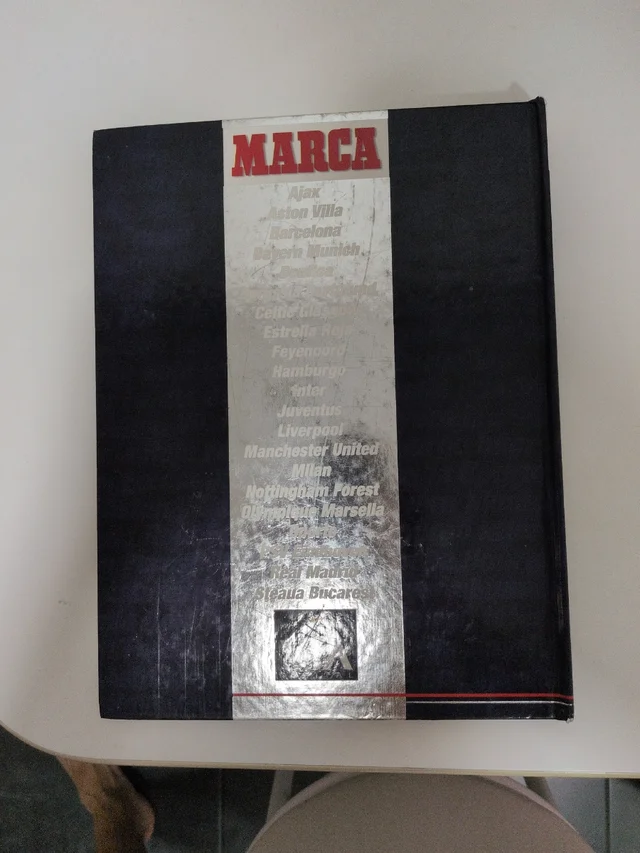 MARCA
Ajax
Aston Villa
Barcelona
Bayern Munich
Celtic
Estrella Roja
Feyenoord
Hamburgo
Inter
Juventus
Liverpool
Manchester United
Milan
Nottingham Forest
Olympique Marsella
Real Madrid
Steaua Bucarest